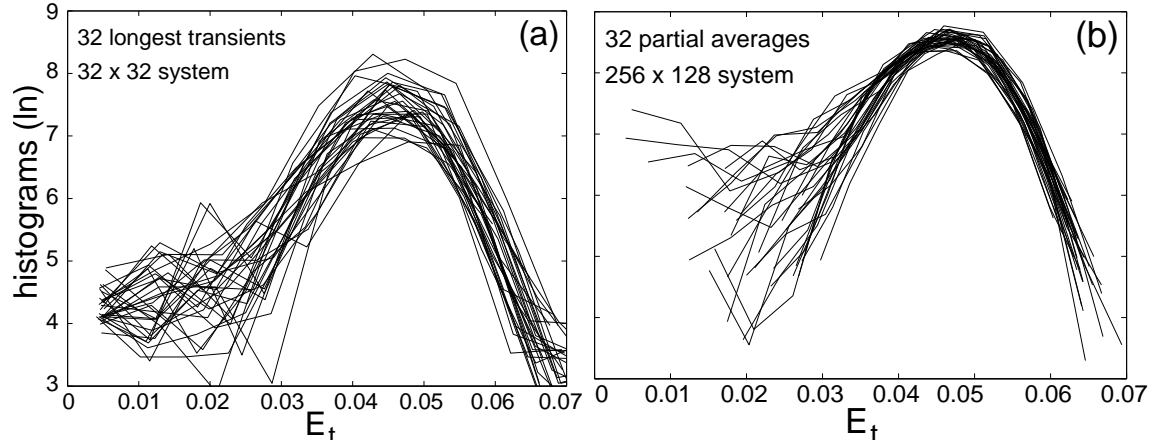 9
8
7
6
5
4
3
histograms (ln)
32 longest transients
32 x 32 system
(a)
0 0.01 0.02 0.03 0.04 0.05 0.06 0.07
E_t
32 partial averages
256 x 128 system
(b)
0 0.01 0.02 0.03 0.04 0.05 0.06 0.07
E_t